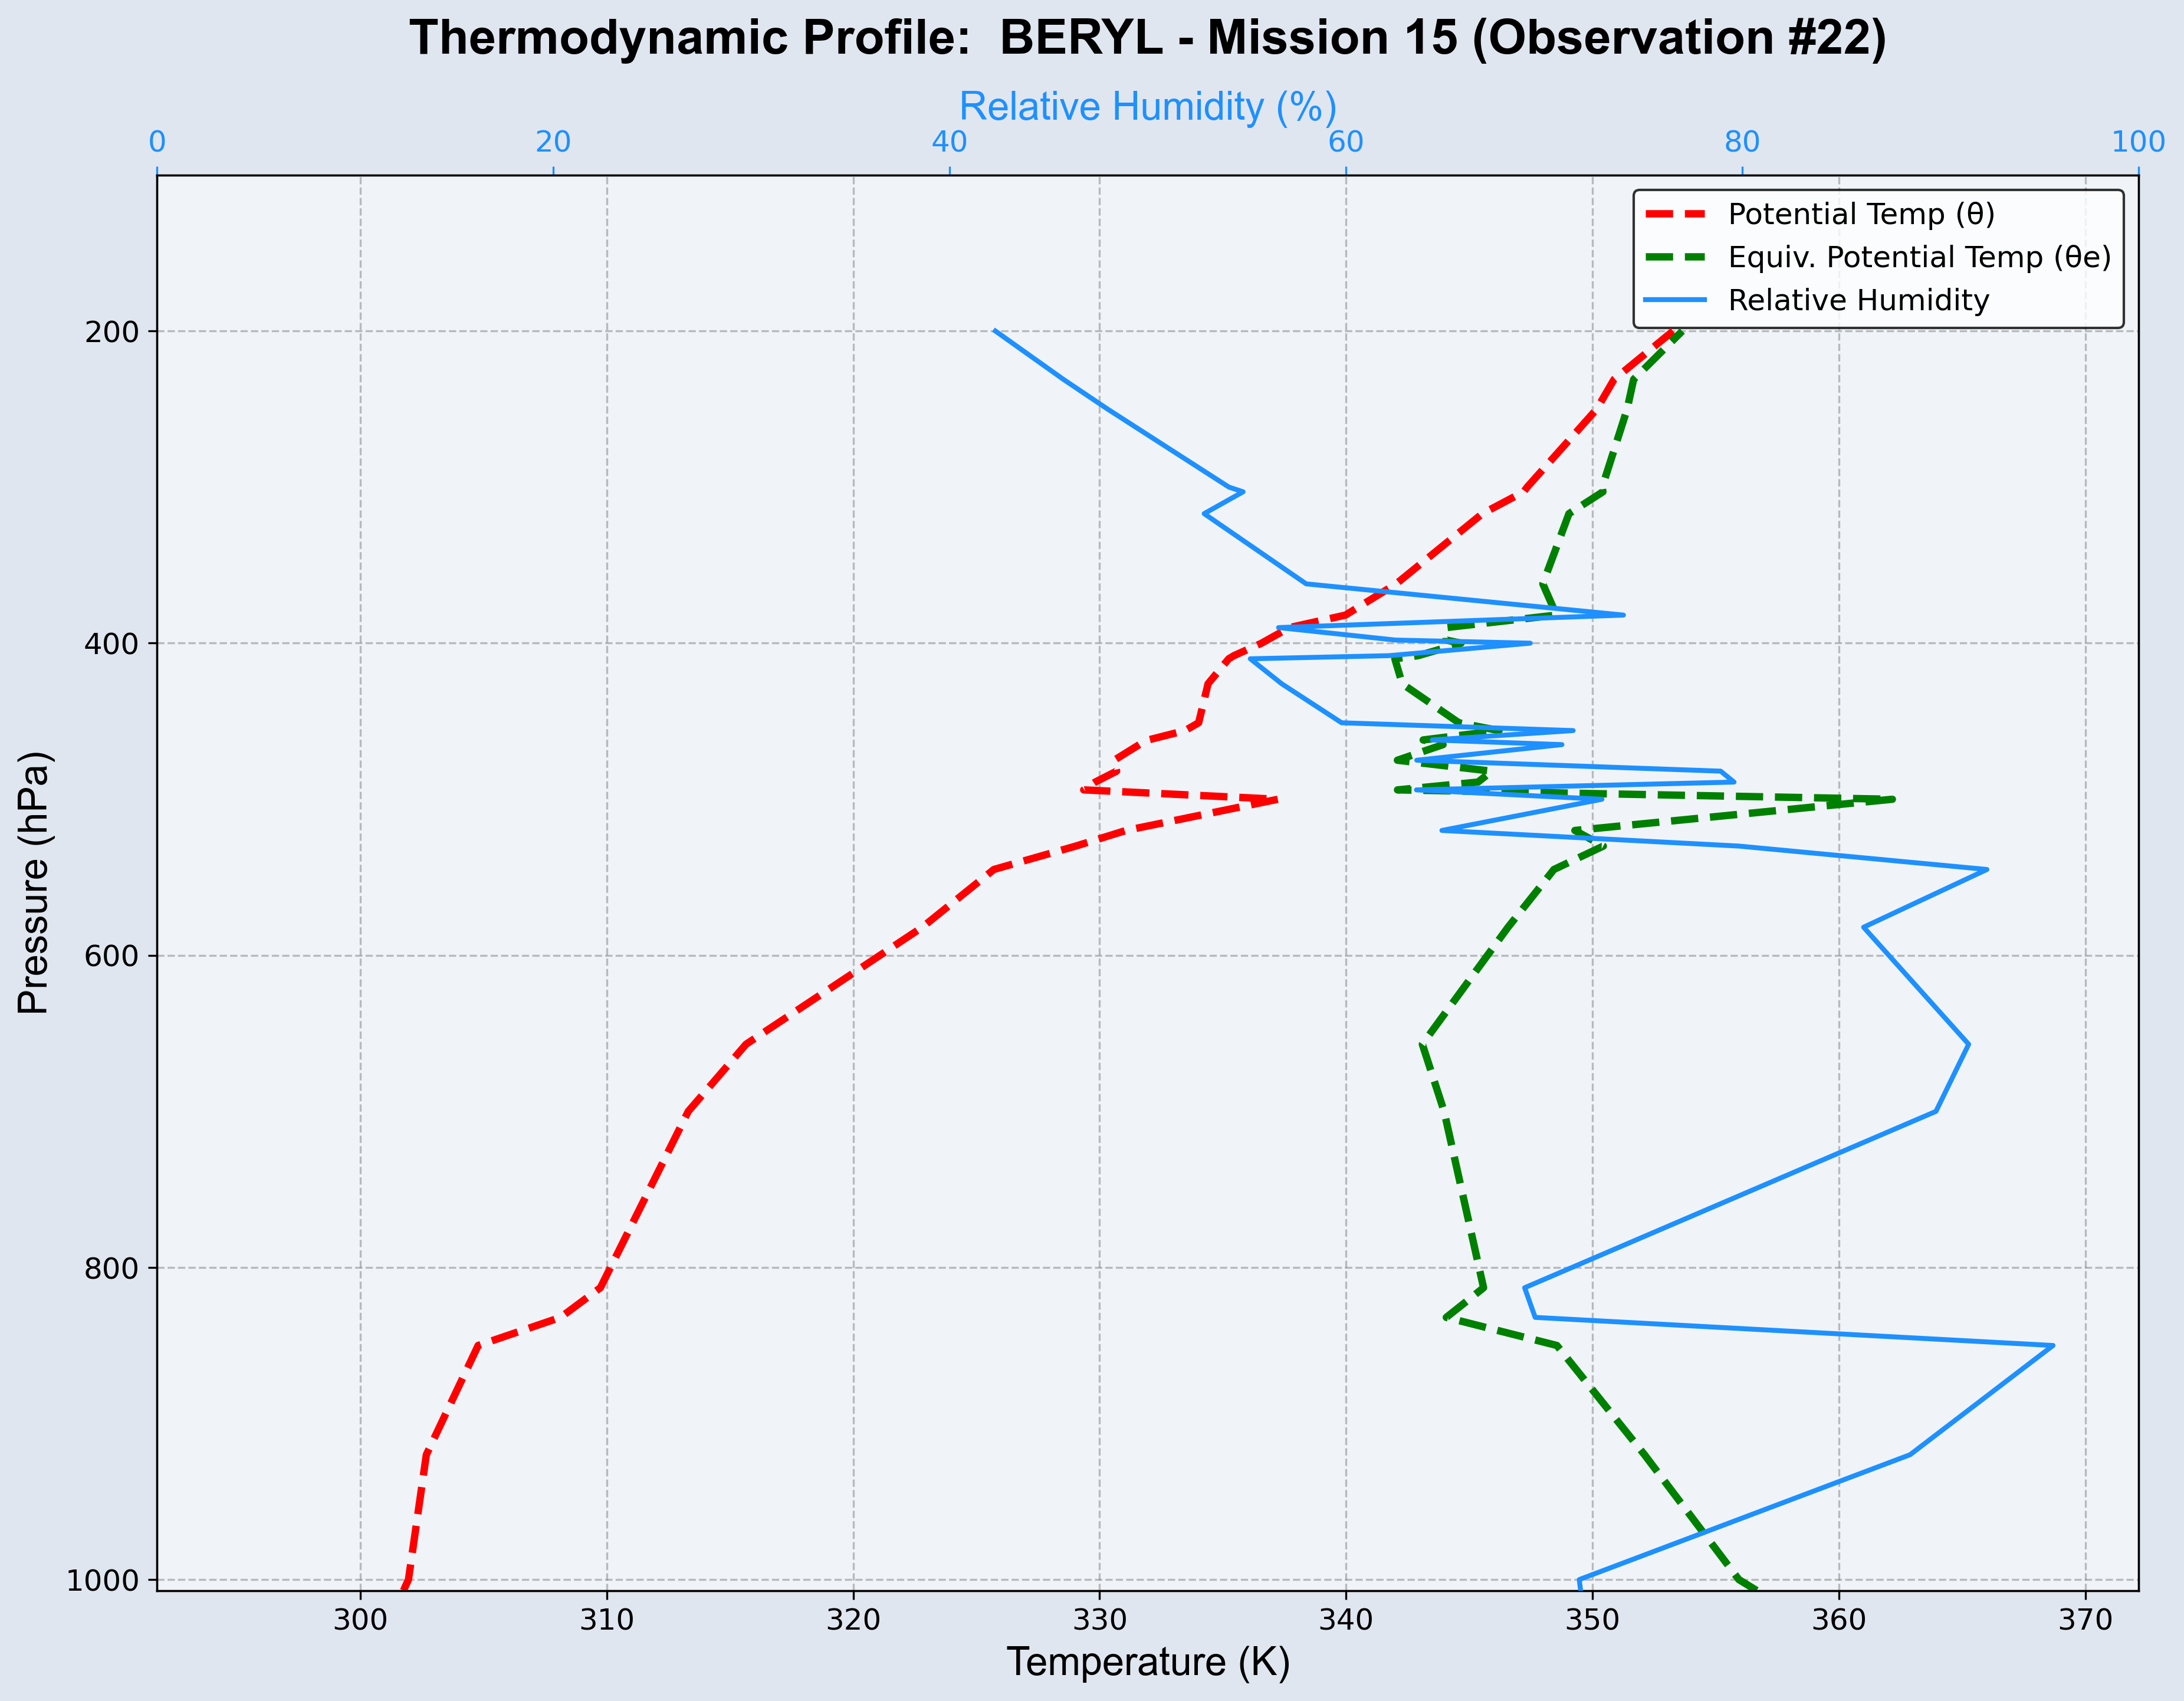 Thermodynamic Profile:  BERYL - Mission 15 (Observation #22)
Relative Humidity (%)
0 20 40 60 80 100
Potential Temp (θ)
Equiv. Potential Temp (θe)
Relative Humidity
200
400
600
800
1000
Pressure (hPa)
300 310 320 330 340 350 360 370
Temperature (K)